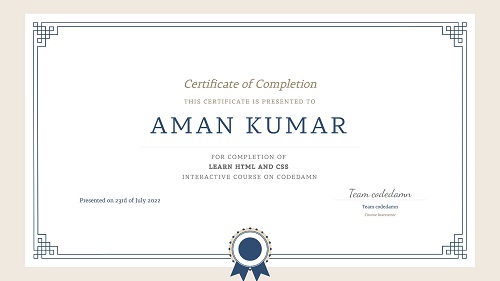 Certificate of Completion
THIS CERTIFICATE IS PRESENTED TO
AMAN KUMAR
FOR COMPLETION OF
LEARN HTML AND CSS
INTERACTIVE COURSE ON CODEDAMN
Presented on 23rd of July 2022
Team codedamn
Team codedamn
Course Instructor